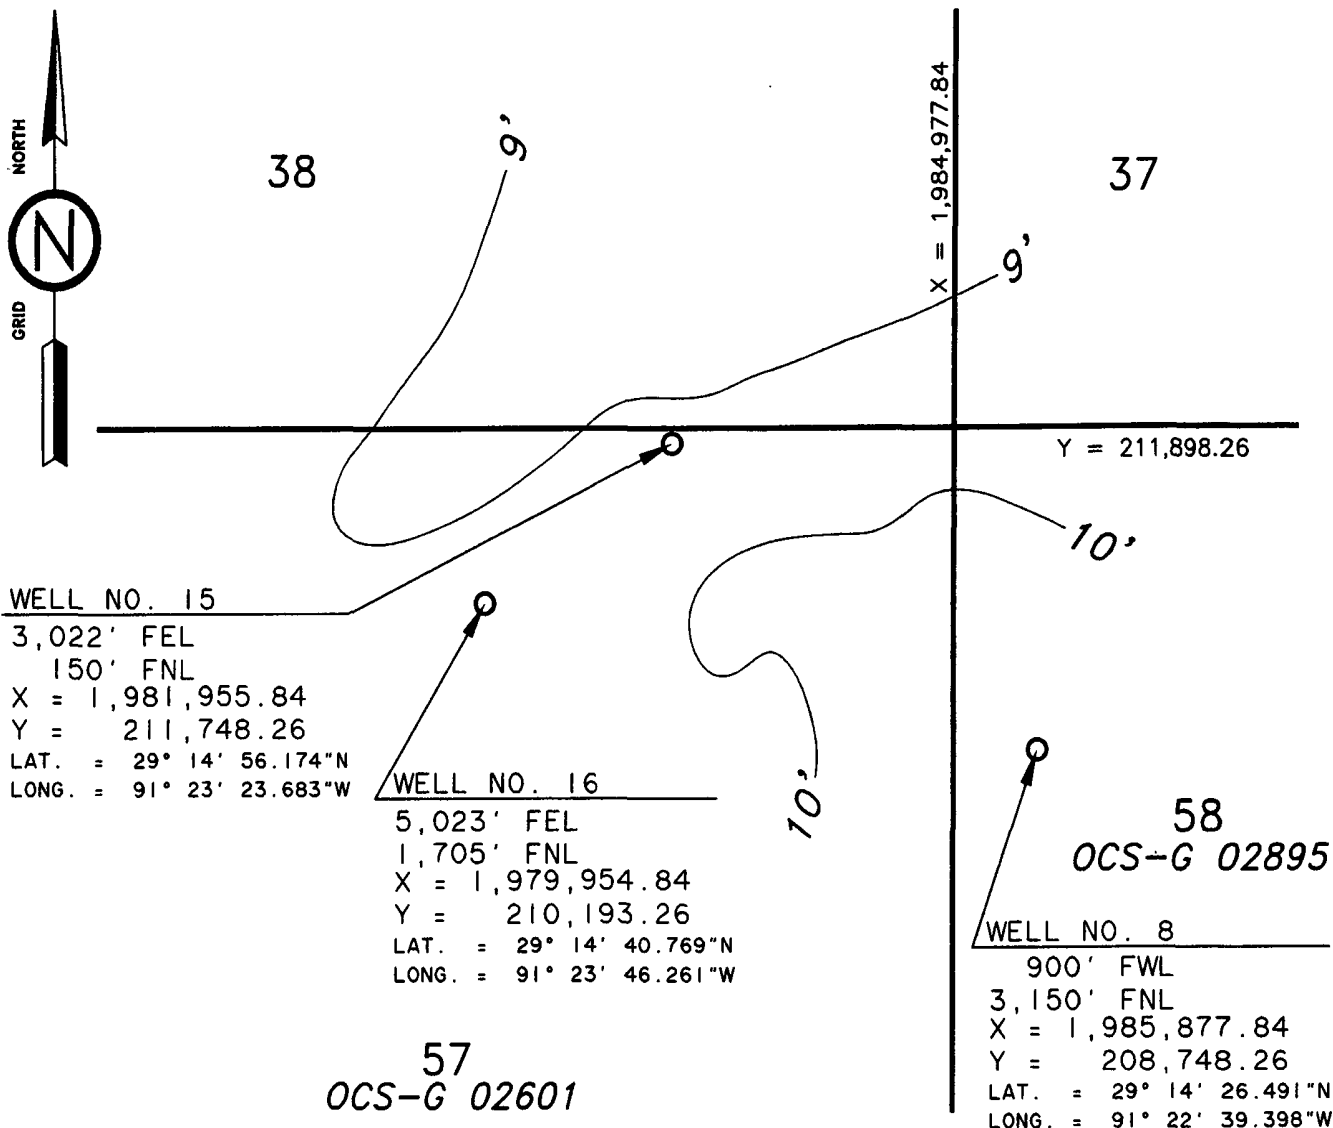 NORTH
N
GRID
38
9'
X = 1,984,977.84
37
9'
Y = 211,898.26
10'
WELL NO. 15
3,022' FEL
150' FNL
X = 1,981,955.84
Y = 211,748.26
LAT. = 29° 14' 56.174"N
LONG. = 91° 23' 23.683"W
WELL NO. 16
5,023' FEL
1,705' FNL
X = 1,979,954.84
Y = 210,193.26
LAT. = 29° 14' 40.769"N
LONG. = 91° 23' 46.261"W
10'
58
OCS-G 02895
WELL NO. 8
900' FWL
3,150' FNL
X = 1,985,877.84
Y = 208,748.26
LAT. = 29° 14' 26.491"N
LONG. = 91° 22' 39.398"W
57
OCS-G 02601